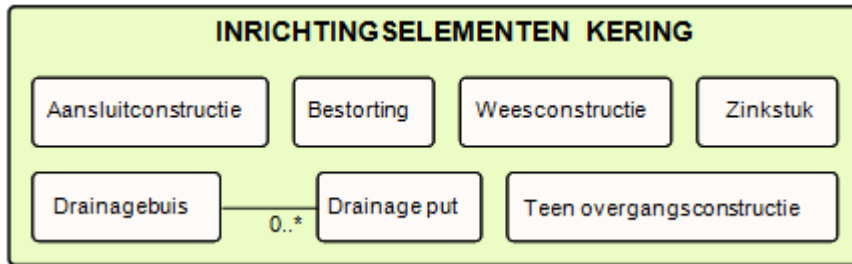 INRICHTINGSELEMENTEN KERING
Aansluitconstructie
Bestorting
Weesconstructie
Zinkstuk
Drainagebuis
0..*
Drainage put
Teen overgangsconstructie